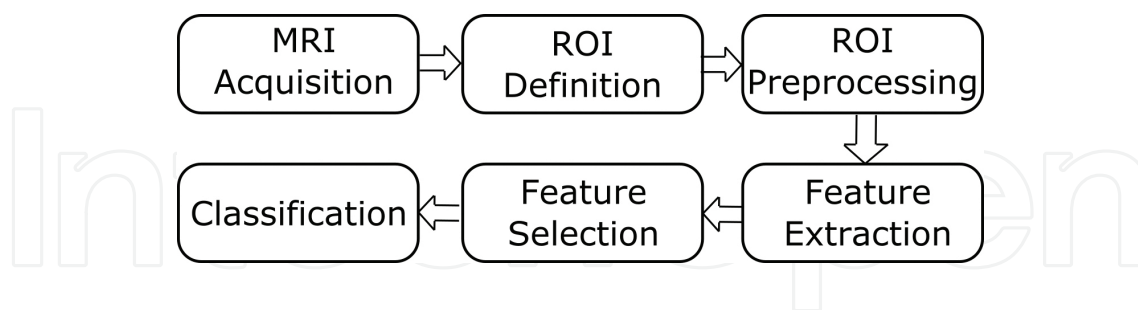 MRI
Acquisition
ROI
Definition
ROI
Preprocessing
Feature
Extraction
Feature
Selection
Classification